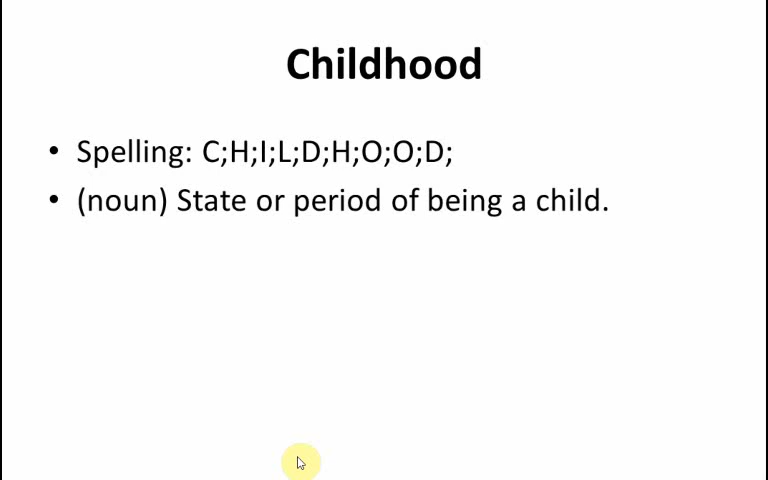 Childhood
• Spelling: C;H;I;L;D;H;O;O;D;
• (noun) State or period of being a child.